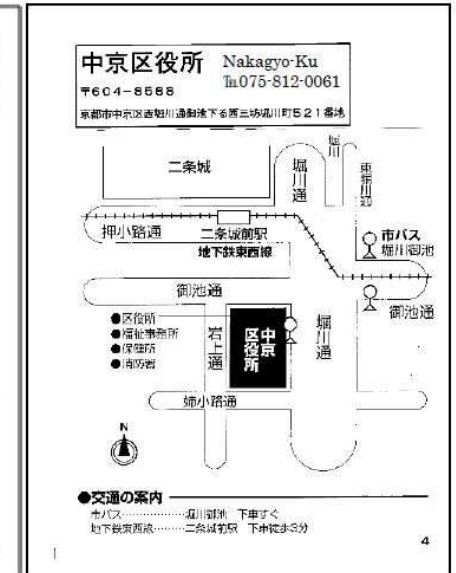 中京区役所 Nakagyo-Ku
〒604-8588 ℡075-812-0061
京都市中京区西堀川通御池下る西三坊堀川町521番地
二条城
堀川通
堀川
東堀川通
押小路通
二条城前駅
地下鉄東西線
市バス
堀川御池
御池通
御池通
●区役所
●福祉事務所
●保健所
●消防署
岩上通
中京区役所
堀川通
姉小路通
N
●交通の案内
市バス……………堀川御池 下車すぐ
地下鉄東西線………二条城前駅 下車徒歩3分
4